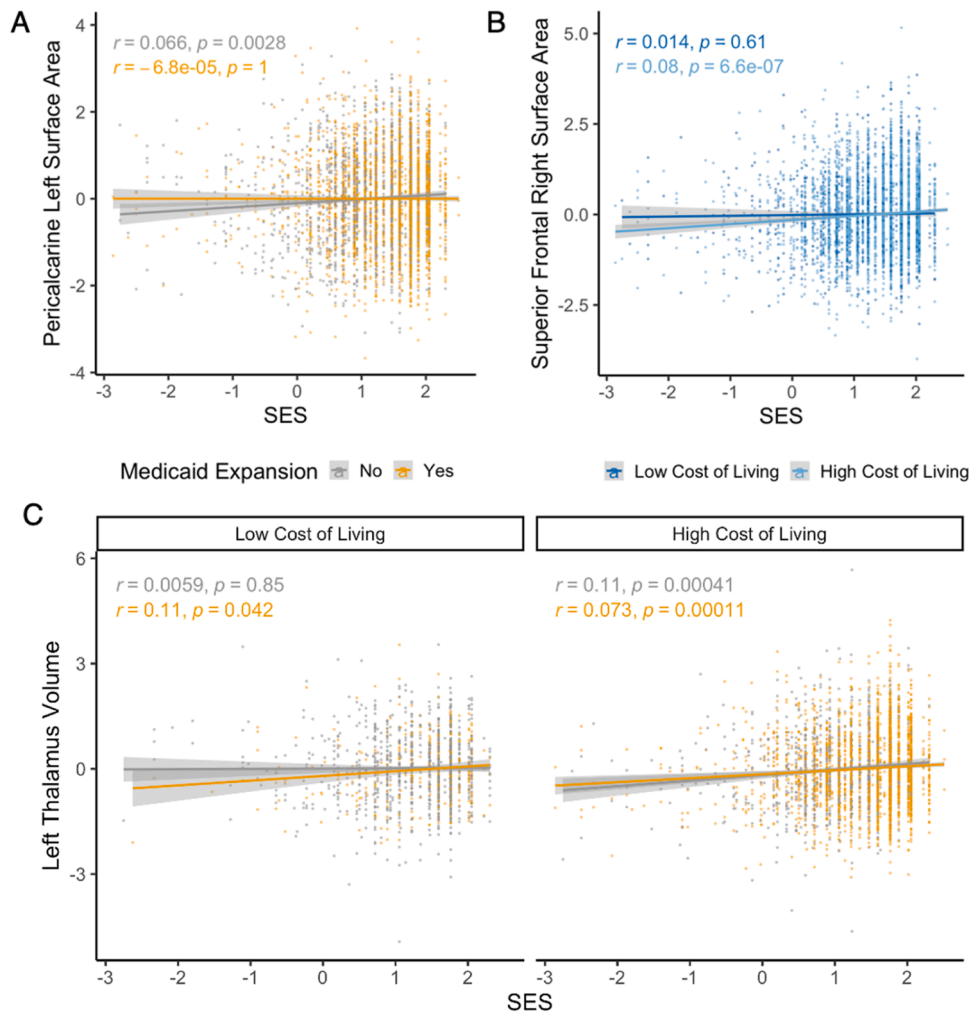 A
Pericalcarine Left Surface Area
4
2
0
-2
-4
r = 0.066, p = 0.0028
r = − 6.8e-05, p = 1
-3 -2 -1 0 1 2
SES
Medicaid Expansion a No a Yes
B
Superior Frontal Right Surface Area
5.0
2.5
0.0
-2.5
r = 0.014, p = 0.61
r = 0.08, p = 6.6e-07
-3 -2 -1 0 1 2
SES
a Low Cost of Living a High Cost of Living
C
Low Cost of Living
High Cost of Living
Left Thalamus Volume
6
3
0
-3
r = 0.0059, p = 0.85
r = 0.11, p = 0.042
r = 0.11, p = 0.00041
r = 0.073, p = 0.00011
-3 -2 -1 0 1 2
-3 -2 -1 0 1 2
SES